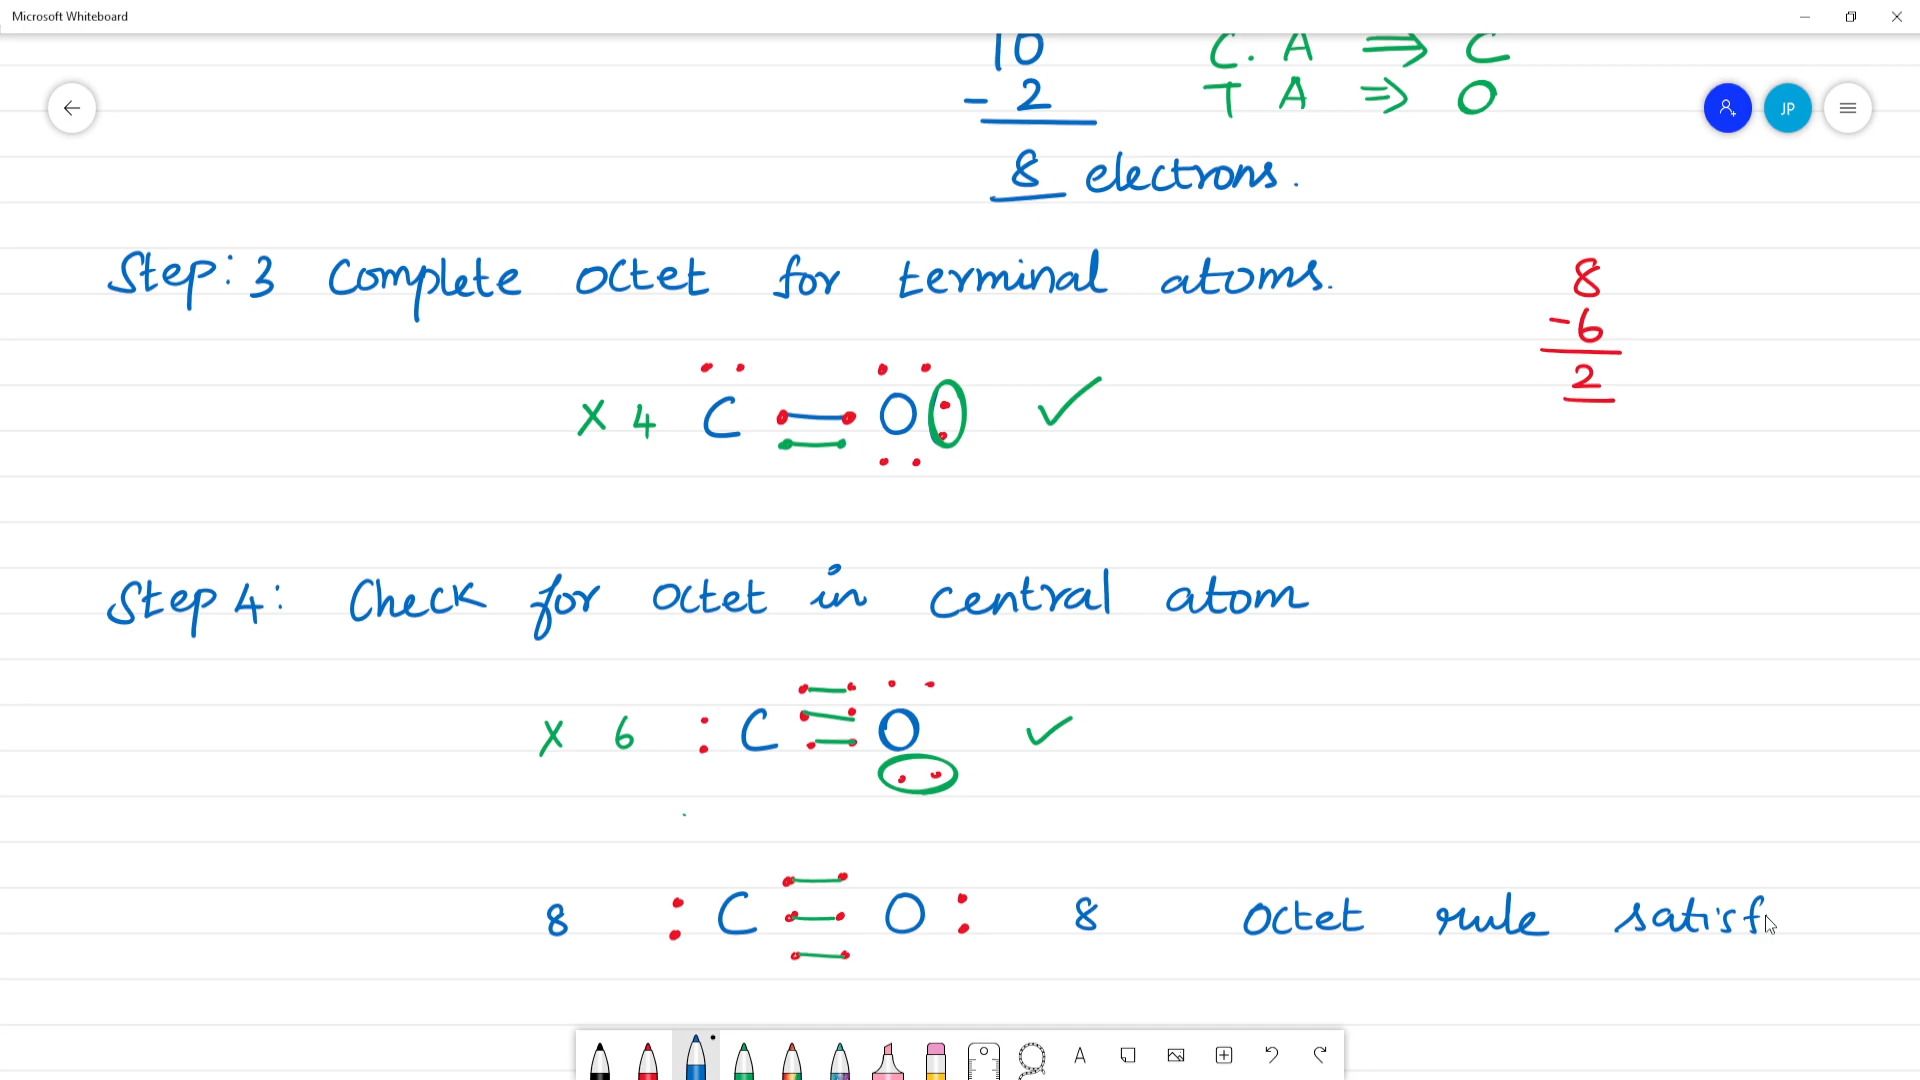 Microsoft Whiteboard
10 C. A ⇒ C
- 2 T A ⇒ O
JP
8 electrons.
Step: 3 Complete octet for terminal atoms.
8
- 6
2
X 4 C = O ✓
Step 4: Check for octet in central atom
X 6 : C ≡ O ✓
8 : C ≡ O : 8 octet rule satisf
A